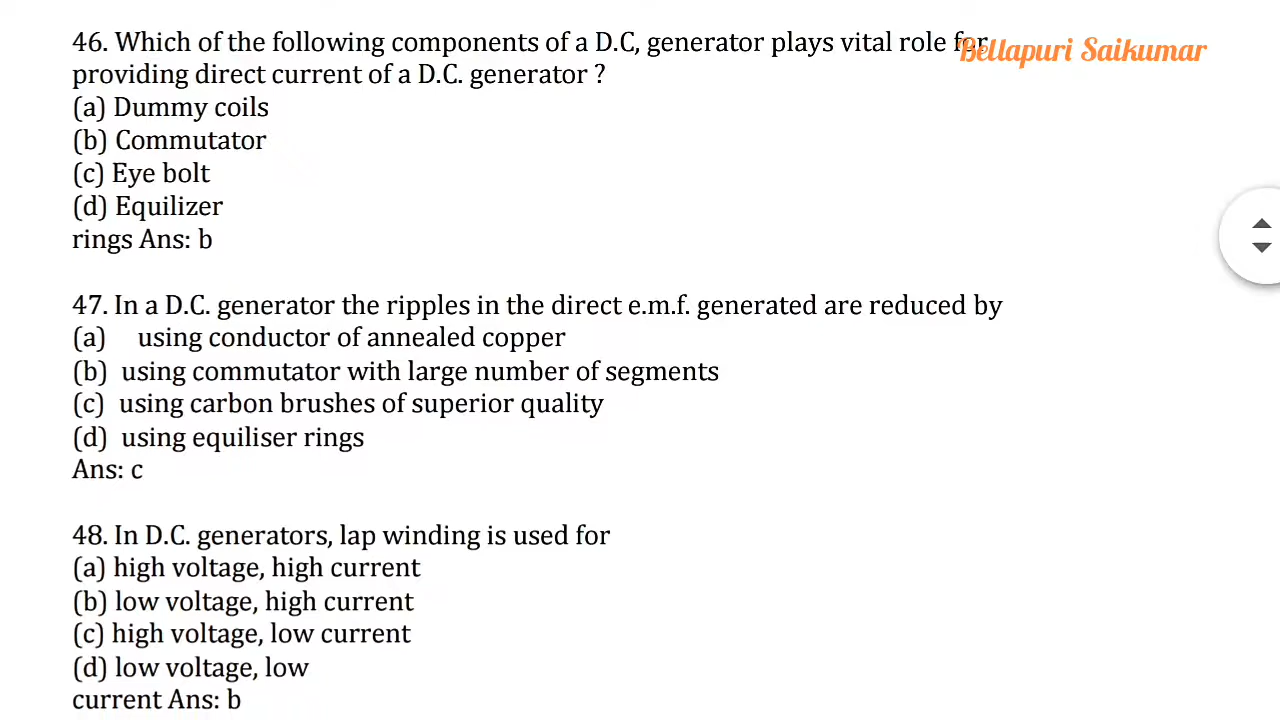 46. Which of the following components of a D.C, generator plays vital role for
Bellapuri Saikumar
providing direct current of a D.C. generator ?
(a) Dummy coils
(b) Commutator
(c) Eye bolt
(d) Equilizer
rings Ans: b
47. In a D.C. generator the ripples in the direct e.m.f. generated are reduced by
(a) using conductor of annealed copper
(b) using commutator with large number of segments
(c) using carbon brushes of superior quality
(d) using equiliser rings
Ans: c
48. In D.C. generators, lap winding is used for
(a) high voltage, high current
(b) low voltage, high current
(c) high voltage, low current
(d) low voltage, low
current Ans: b